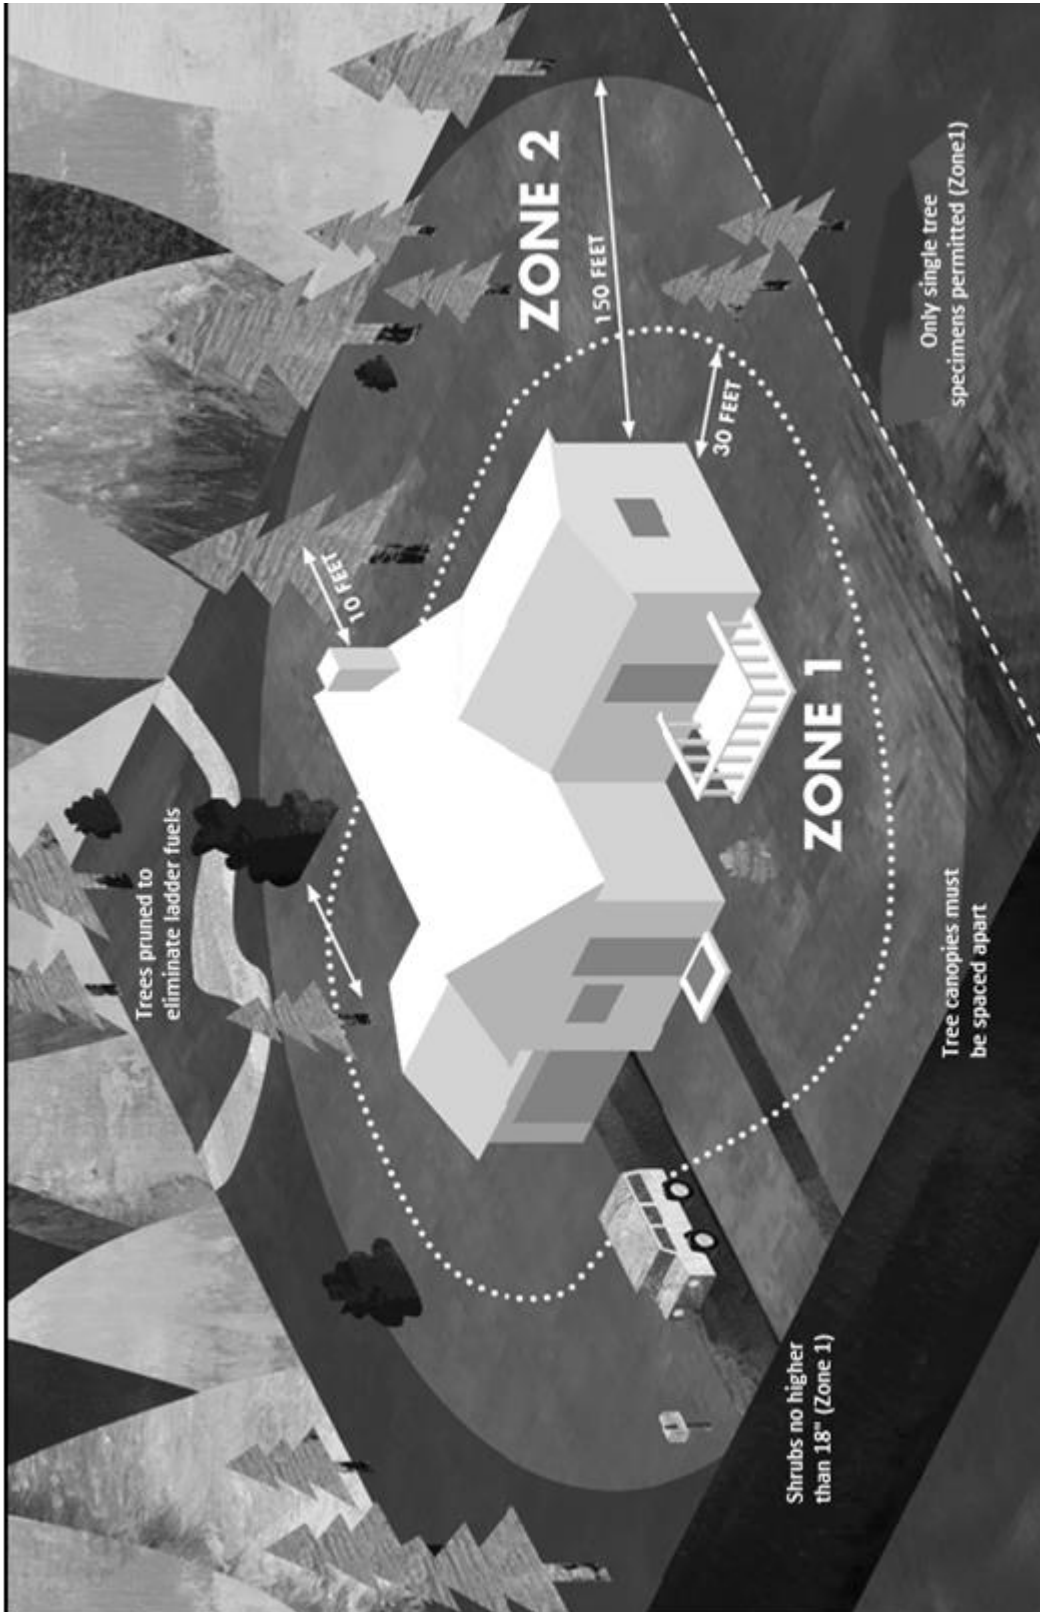 Trees pruned to
eliminate ladder fuels
10 FEET
ZONE 2
150 FEET
30 FEET
ZONE 1
Shrubs no higher
than 18" (Zone 1)
Tree canopies must
be spaced apart
Only single tree
specimens permitted (Zone1)